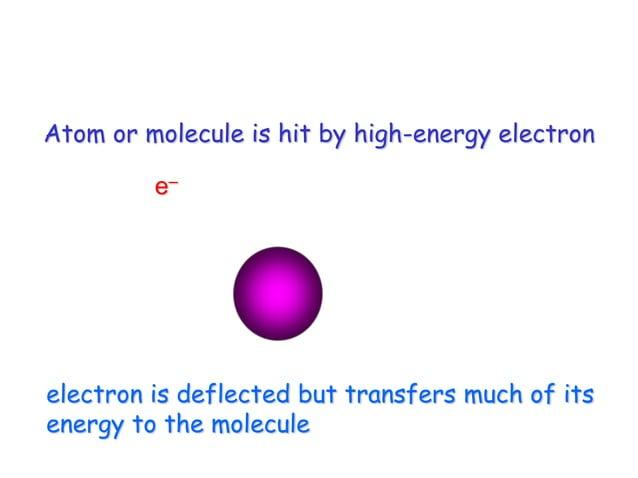 Atom or molecule is hit by high-energy electron
e–
electron is deflected but transfers much of its
energy to the molecule